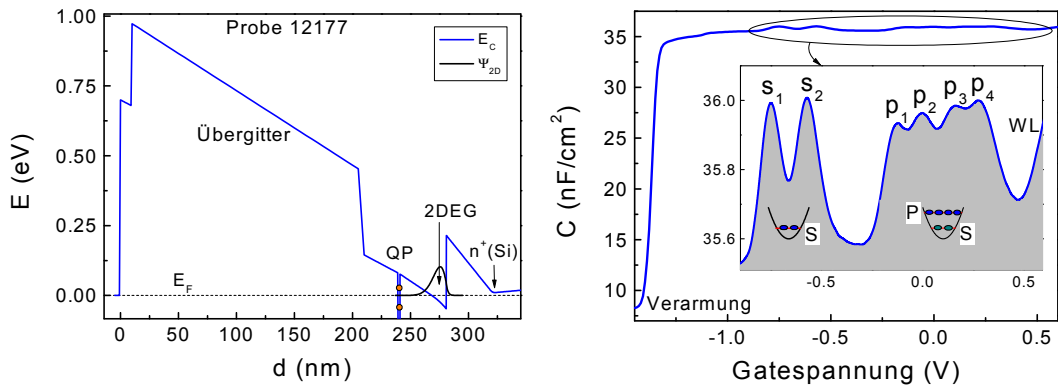 Probe 12177
E_C
Ψ_2D
Übergitter
2DEG
QP
n⁺(Si)
E_F
1.00
0.75
0.50
0.25
0.00
0
50
100
150
200
250
300
E (eV)
d (nm)
35
30
25
20
15
10
C (nF/cm²)
-1.0
-0.5
0.0
0.5
Gatespannung (V)
Verarmung
36.0
35.8
35.6
-0.5
0.0
0.5
s₁
s₂
p₁
p₂
p₃
p₄
WL
S
P
S